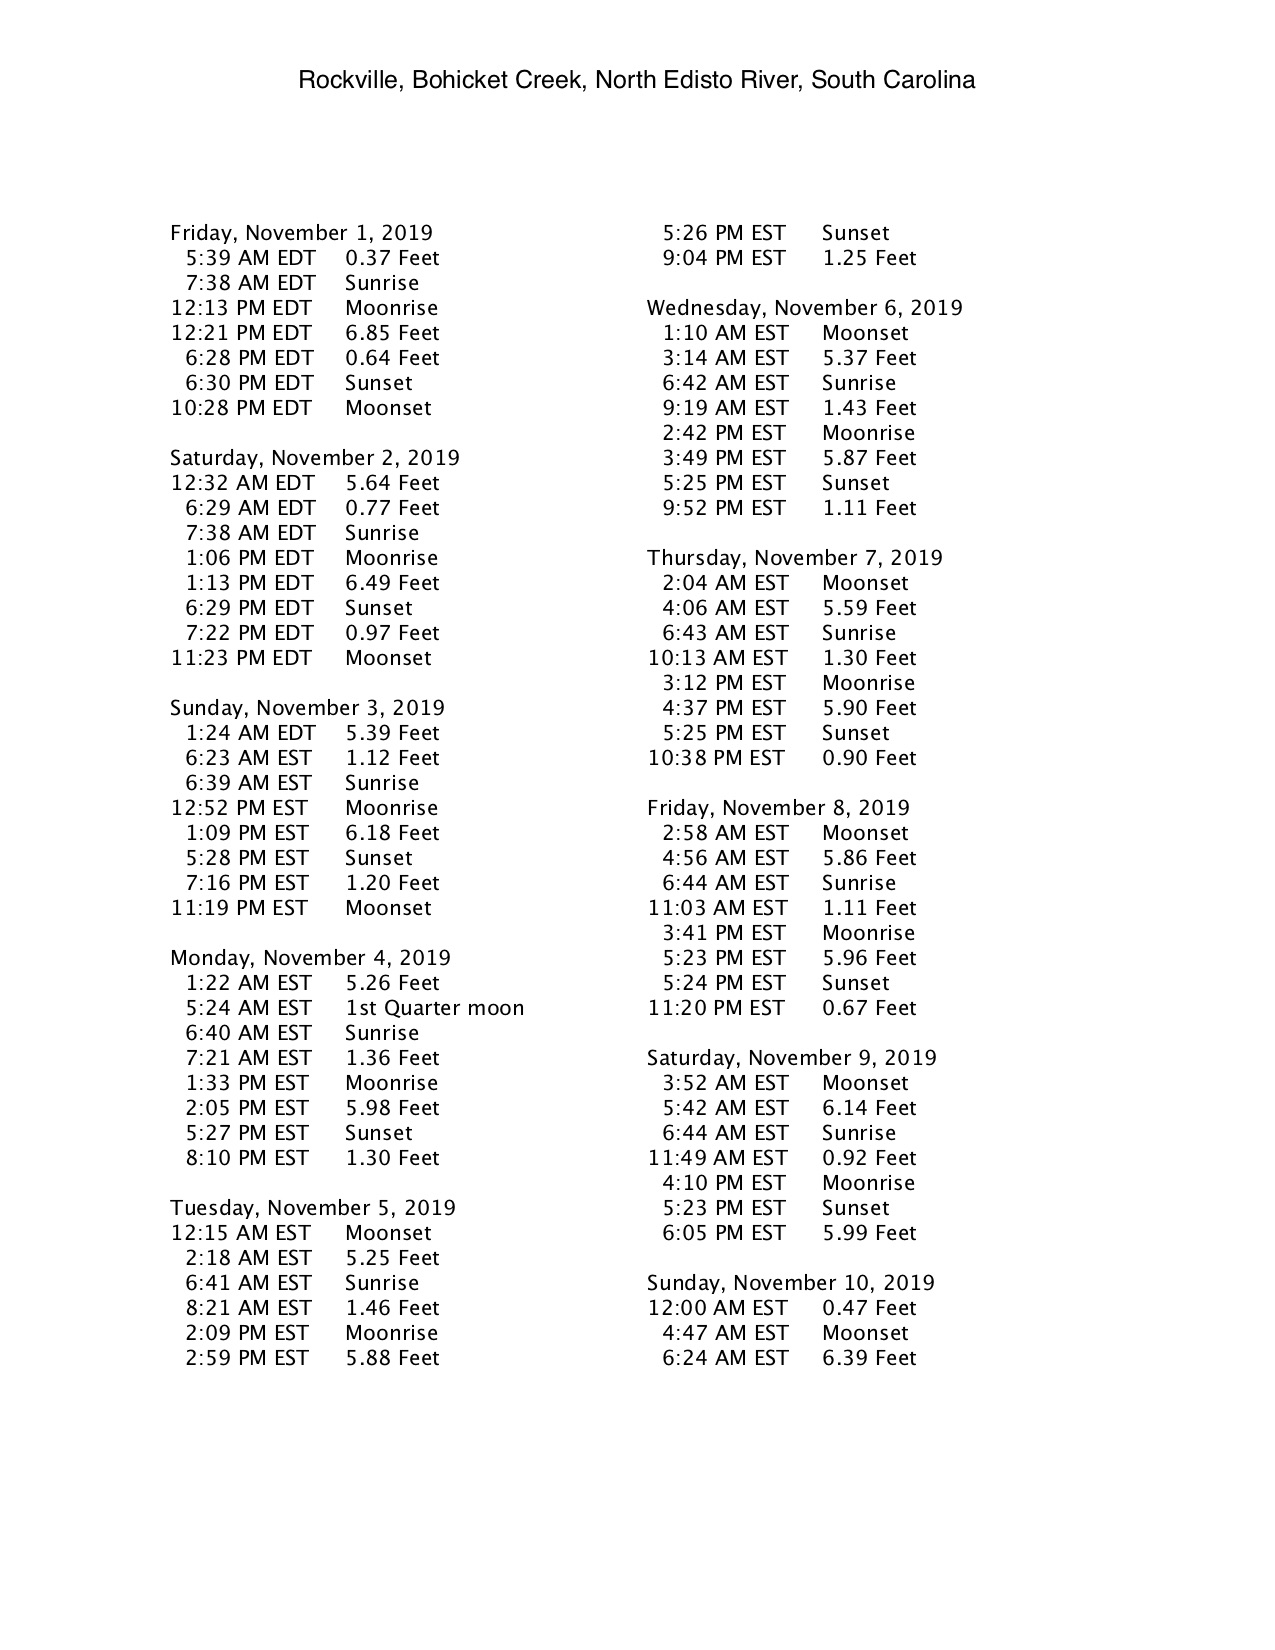 Rockville, Bohicket Creek, North Edisto River, South Carolina
Friday, November 1, 2019
5:39 AM EDT 0.37 Feet
7:38 AM EDT Sunrise
12:13 PM EDT Moonrise
12:21 PM EDT 6.85 Feet
6:28 PM EDT 0.64 Feet
6:30 PM EDT Sunset
10:28 PM EDT Moonset
Saturday, November 2, 2019
12:32 AM EDT 5.64 Feet
6:29 AM EDT 0.77 Feet
7:38 AM EDT Sunrise
1:06 PM EDT Moonrise
1:13 PM EDT 6.49 Feet
6:29 PM EDT Sunset
7:22 PM EDT 0.97 Feet
11:23 PM EDT Moonset
Sunday, November 3, 2019
1:24 AM EDT 5.39 Feet
6:23 AM EST 1.12 Feet
6:39 AM EST Sunrise
12:52 PM EST Moonrise
1:09 PM EST 6.18 Feet
5:28 PM EST Sunset
7:16 PM EST 1.20 Feet
11:19 PM EST Moonset
Monday, November 4, 2019
1:22 AM EST 5.26 Feet
5:24 AM EST 1st Quarter moon
6:40 AM EST Sunrise
7:21 AM EST 1.36 Feet
1:33 PM EST Moonrise
2:05 PM EST 5.98 Feet
5:27 PM EST Sunset
8:10 PM EST 1.30 Feet
Tuesday, November 5, 2019
12:15 AM EST Moonset
2:18 AM EST 5.25 Feet
6:41 AM EST Sunrise
8:21 AM EST 1.46 Feet
2:09 PM EST Moonrise
2:59 PM EST 5.88 Feet
5:26 PM EST Sunset
9:04 PM EST 1.25 Feet
Wednesday, November 6, 2019
1:10 AM EST Moonset
3:14 AM EST 5.37 Feet
6:42 AM EST Sunrise
9:19 AM EST 1.43 Feet
2:42 PM EST Moonrise
3:49 PM EST 5.87 Feet
5:25 PM EST Sunset
9:52 PM EST 1.11 Feet
Thursday, November 7, 2019
2:04 AM EST Moonset
4:06 AM EST 5.59 Feet
6:43 AM EST Sunrise
10:13 AM EST 1.30 Feet
3:12 PM EST Moonrise
4:37 PM EST 5.90 Feet
5:25 PM EST Sunset
10:38 PM EST 0.90 Feet
Friday, November 8, 2019
2:58 AM EST Moonset
4:56 AM EST 5.86 Feet
6:44 AM EST Sunrise
11:03 AM EST 1.11 Feet
3:41 PM EST Moonrise
5:23 PM EST 5.96 Feet
5:24 PM EST Sunset
11:20 PM EST 0.67 Feet
Saturday, November 9, 2019
3:52 AM EST Moonset
5:42 AM EST 6.14 Feet
6:44 AM EST Sunrise
11:49 AM EST 0.92 Feet
4:10 PM EST Moonrise
5:23 PM EST Sunset
6:05 PM EST 5.99 Feet
Sunday, November 10, 2019
12:00 AM EST 0.47 Feet
4:47 AM EST Moonset
6:24 AM EST 6.39 Feet